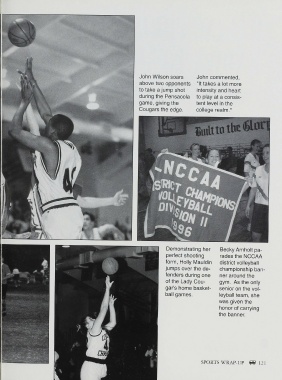 John Wilson soars
above two opponents
to take a jump shot
during the Pensacola
game, giving the
Cougars the edge.
John commented,
"It takes a lot more
intensity and heart
to play at a consis-
tent level in the
college realm."
Built to the Glory
NCCAA
DISTRICT CHAMPIONS
VOLLEYBALL
DIVISION II
1996
44
Demonstrating her
perfect shooting
form, Holly Mauldin
jumps over the de-
fenders during one
of the Lady Cou-
gar's home basket-
ball games.
Becky Arnholt pa-
rades the NCCAA
district volleyball
championship ban-
ner around the
gym. As the only
senior on the vol-
leyball team, she
was given the
honor of carrying
the banner.
SPORTS WRAP-UP